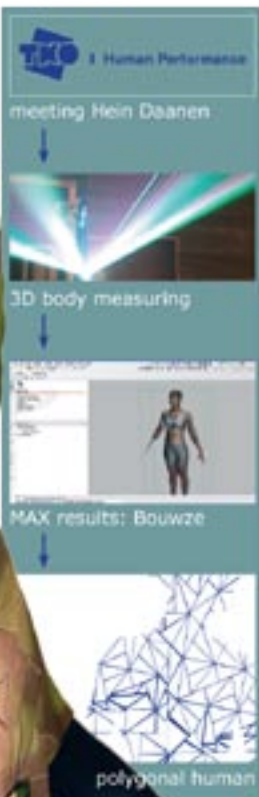 TNO | Human Performance
meeting Hein Daanen
3D body measuring
MAX results: Bouwze
polygonal human